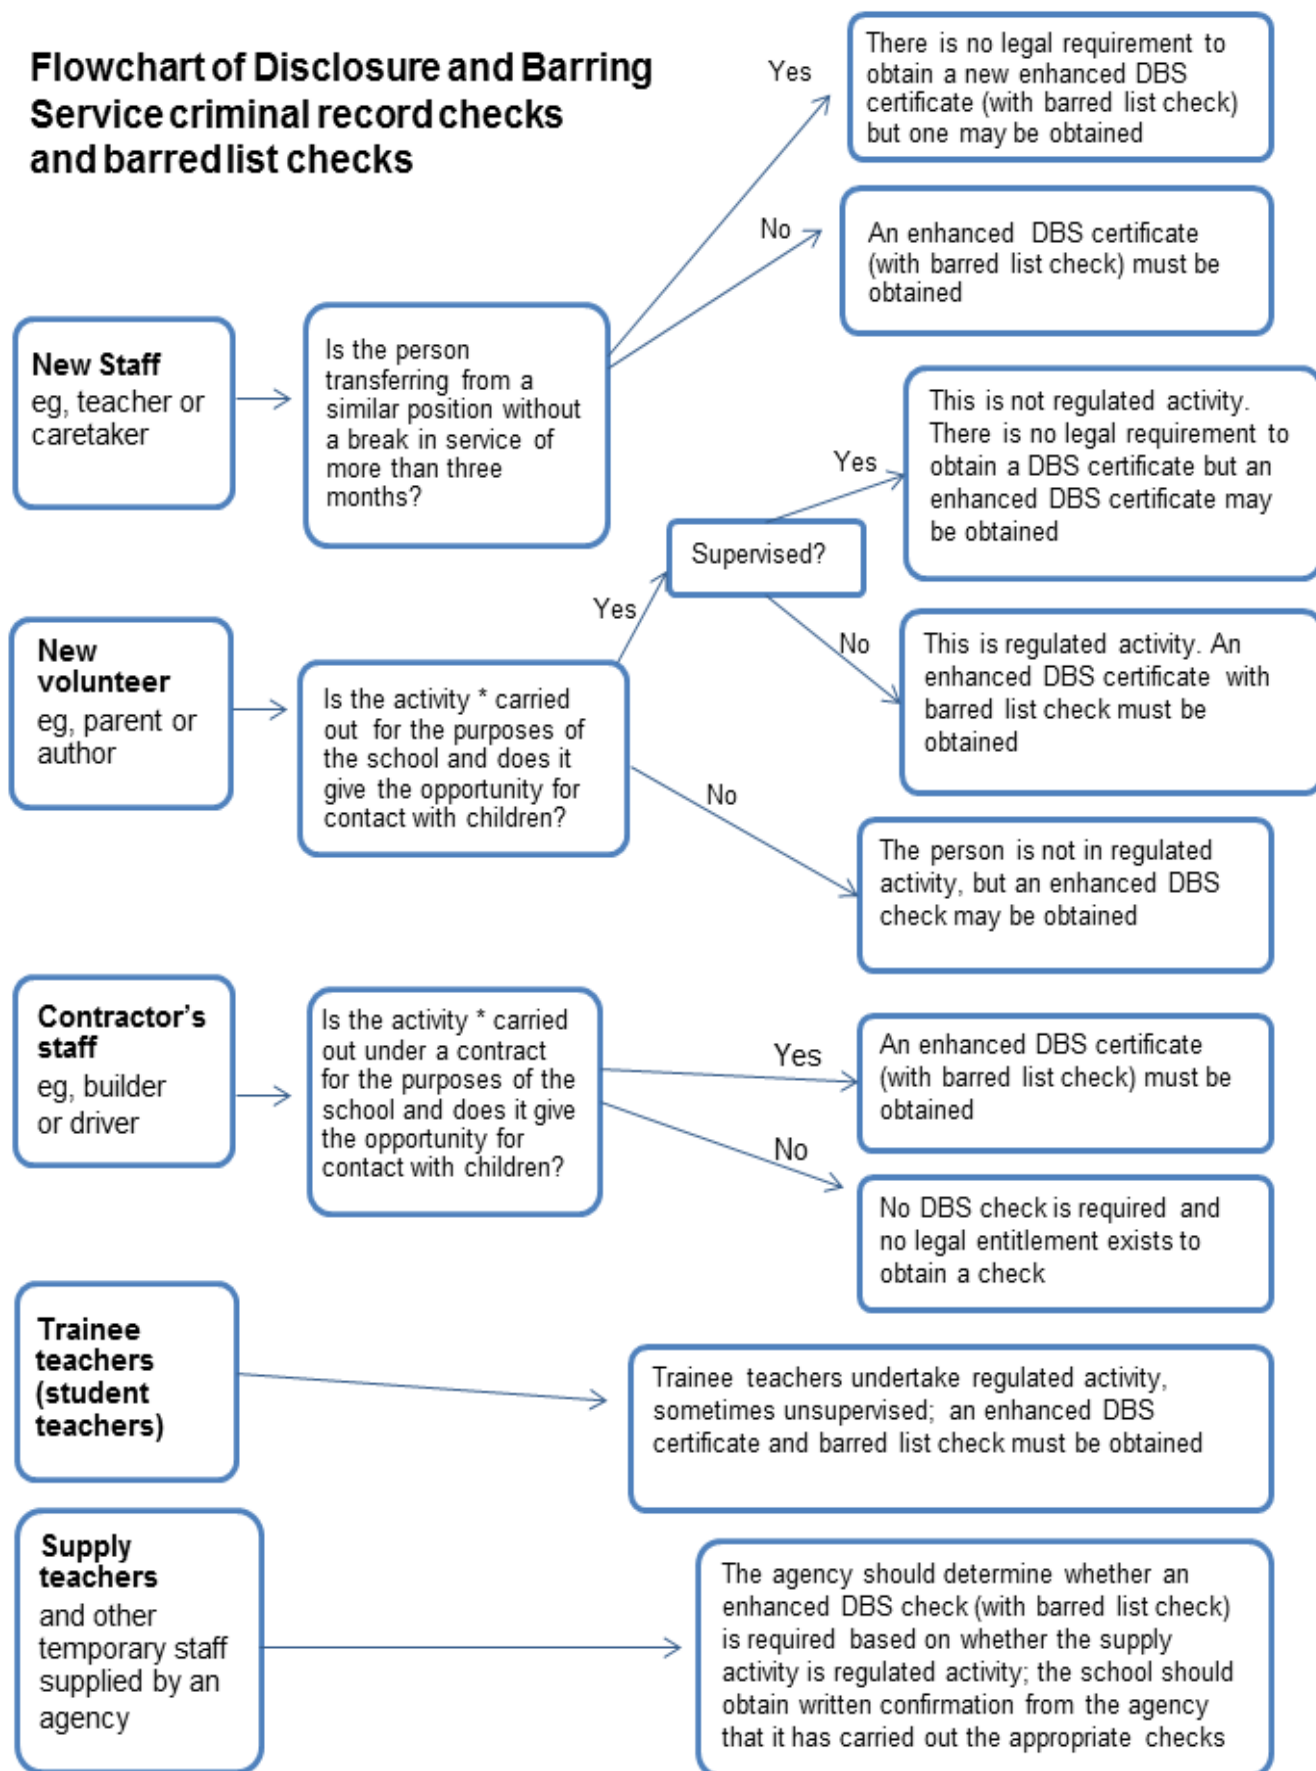 Flowchart of Disclosure and Barring
Service criminal record checks
and barred list checks
Yes
There is no legal requirement to
obtain a new enhanced DBS
certificate (with barred list check)
but one may be obtained
No
An enhanced DBS certificate
(with barred list check) must be
obtained
New Staff
eg, teacher or
caretaker
Is the person
transferring from a
similar position without
a break in service of
more than three
months?
Yes
This is not regulated activity.
There is no legal requirement to
obtain a DBS certificate but an
enhanced DBS certificate may
be obtained
Supervised?
Yes
No
This is regulated activity. An
enhanced DBS certificate with
barred list check must be
obtained
New
volunteer
eg, parent or
author
Is the activity * carried
out for the purposes of
the school and does it
give the opportunity for
contact with children?
No
The person is not in regulated
activity, but an enhanced DBS
check may be obtained
Contractor's
staff
eg, builder
or driver
Is the activity * carried
out under a contract
for the purposes of the
school and does it give
the opportunity for
contact with children?
Yes
An enhanced DBS certificate
(with barred list check) must be
obtained
No
No DBS check is required and
no legal entitlement exists to
obtain a check
Trainee
teachers
(student
teachers)
Trainee teachers undertake regulated activity,
sometimes unsupervised; an enhanced DBS
certificate and barred list check must be obtained
Supply
teachers
and other
temporary staff
supplied by an
agency
The agency should determine whether an
enhanced DBS check (with barred list check)
is required based on whether the supply
activity is regulated activity; the school should
obtain written confirmation from the agency
that it has carried out the appropriate checks